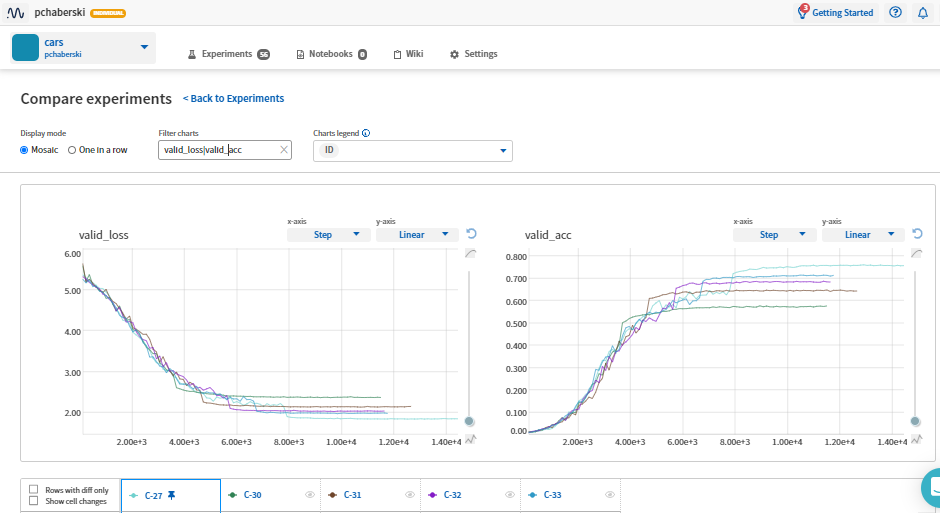 pchaberski INDIVIDUAL 3 Getting Started
cars
pchaberski
Experiments 56 Notebooks 0 Wiki Settings
Compare experiments < Back to Experiments
Display mode Filter charts Charts legend
Mosaic One in a row valid_loss|valid_acc ID
x-axis y-axis x-axis y-axis
valid_loss Step Linear valid_acc Step Linear
6.00
5.00
4.00
3.00
2.00
2.00e+3 4.00e+3 6.00e+3 8.00e+3 1.00e+4 1.20e+4 1.40e+4
0.800
0.700
0.600
0.500
0.400
0.300
0.200
0.100
0.00
2.00e+3 4.00e+3 6.00e+3 8.00e+3 1.00e+4 1.20e+4 1.40e+4
Rows with diff only
Show cell changes
C-27 C-30 C-31 C-32 C-33